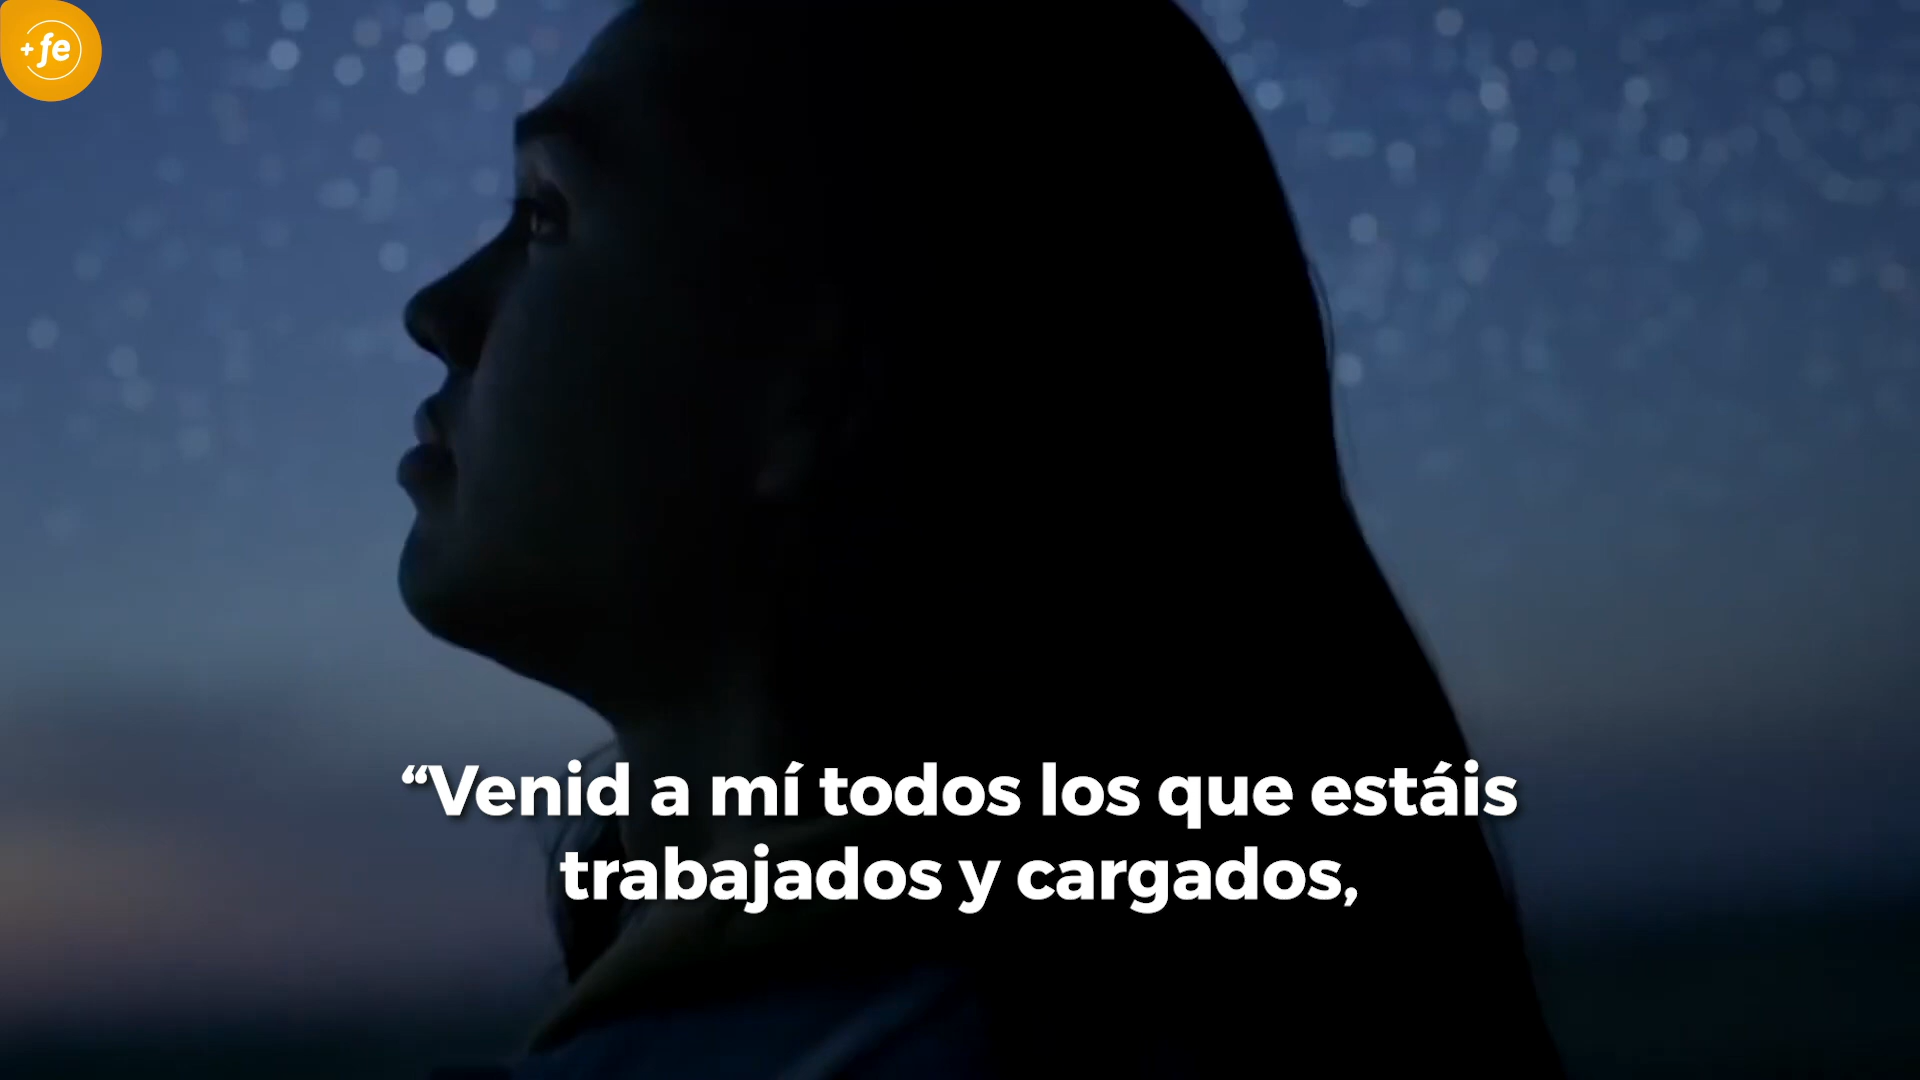 +fe
“Venid a mí todos los que estáis
trabajados y cargados,